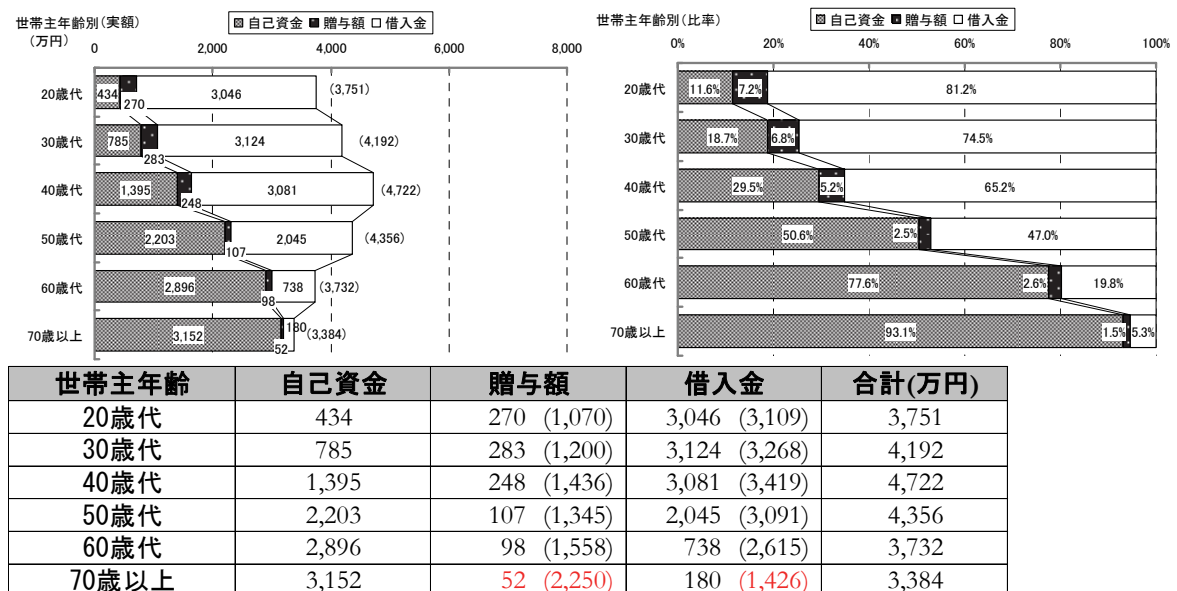 世帯主年齢別(実額)
(万円)
自己資金 贈与額 借入金
0 2,000 4,000 6,000 8,000
20歳代 434 270 3,046 (3,751)
30歳代 785 283 3,124 (4,192)
40歳代 1,395 248 3,081 (4,722)
50歳代 2,203 107 2,045 (4,356)
60歳代 2,896 98 738 (3,732)
70歳以上 3,152 52 180 (3,384)
世帯主年齢別(比率)
自己資金 贈与額 借入金
0% 20% 40% 60% 80% 100%
20歳代 11.6% 7.2% 81.2%
30歳代 18.7% 6.8% 74.5%
40歳代 29.5% 5.2% 65.2%
50歳代 50.6% 2.5% 47.0%
60歳代 77.6% 2.6% 19.8%
70歳以上 93.1% 1.5% 5.3%
世帯主年齢 自己資金 贈与額 借入金 合計(万円)
20歳代 434 270 (1,070) 3,046 (3,109) 3,751
30歳代 785 283 (1,200) 3,124 (3,268) 4,192
40歳代 1,395 248 (1,436) 3,081 (3,419) 4,722
50歳代 2,203 107 (1,345) 2,045 (3,091) 4,356
60歳代 2,896 98 (1,558) 738 (2,615) 3,732
70歳以上 3,152 52 (2,250) 180 (1,426) 3,384